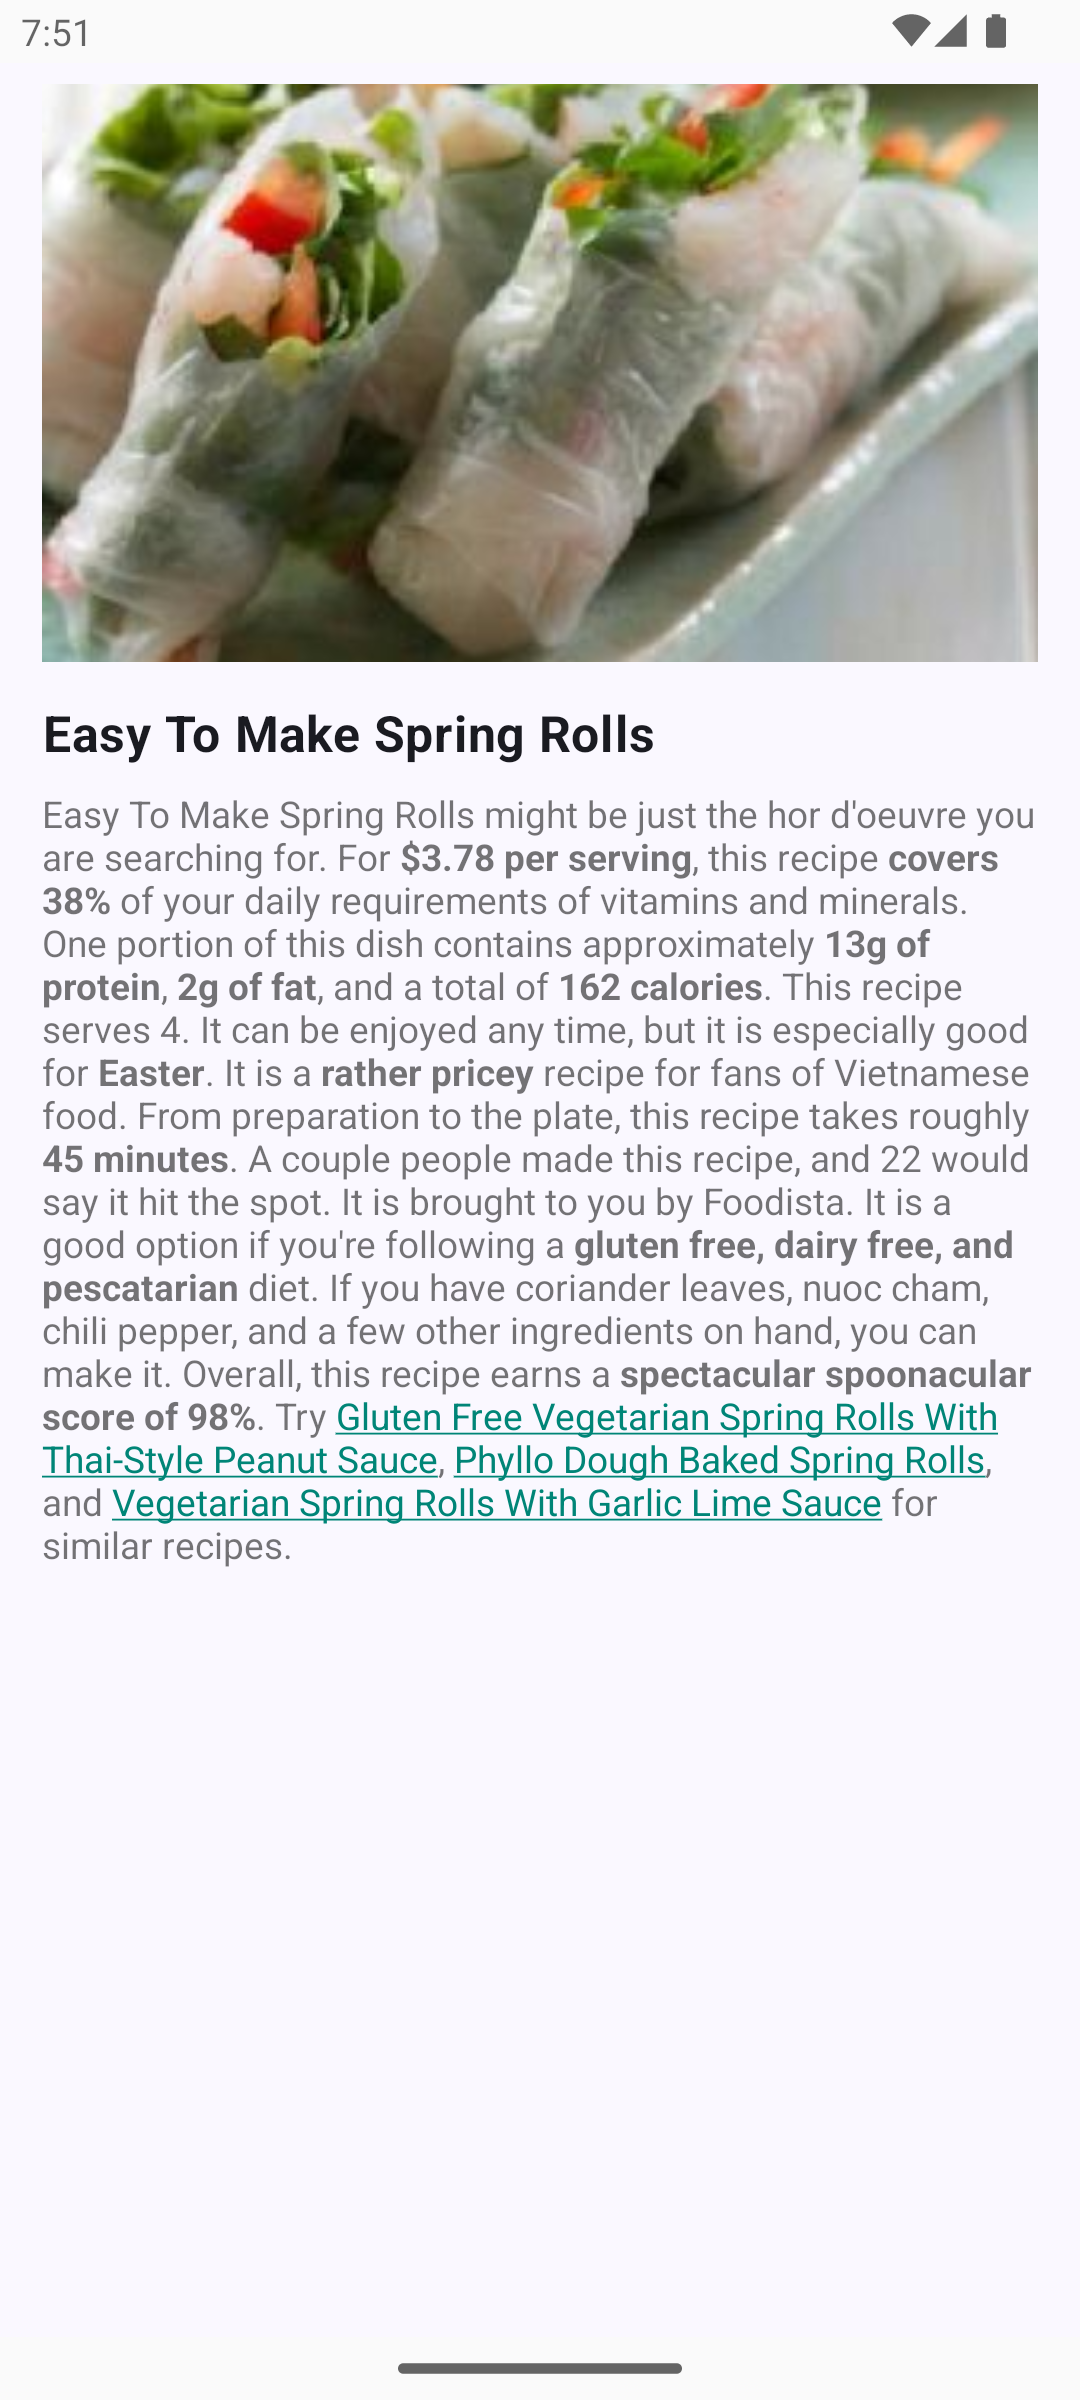 7:51
Easy To Make Spring Rolls
Easy To Make Spring Rolls might be just the hor d'oeuvre you
are searching for. For $3.78 per serving, this recipe covers
38% of your daily requirements of vitamins and minerals.
One portion of this dish contains approximately 13g of
protein, 2g of fat, and a total of 162 calories. This recipe
serves 4. It can be enjoyed any time, but it is especially good
for Easter. It is a rather pricey recipe for fans of Vietnamese
food. From preparation to the plate, this recipe takes roughly
45 minutes. A couple people made this recipe, and 22 would
say it hit the spot. It is brought to you by Foodista. It is a
good option if you're following a gluten free, dairy free, and
pescatarian diet. If you have coriander leaves, nuoc cham,
chili pepper, and a few other ingredients on hand, you can
make it. Overall, this recipe earns a spectacular spoonacular
score of 98%. Try Gluten Free Vegetarian Spring Rolls With
Thai-Style Peanut Sauce, Phyllo Dough Baked Spring Rolls,
and Vegetarian Spring Rolls With Garlic Lime Sauce for
similar recipes.